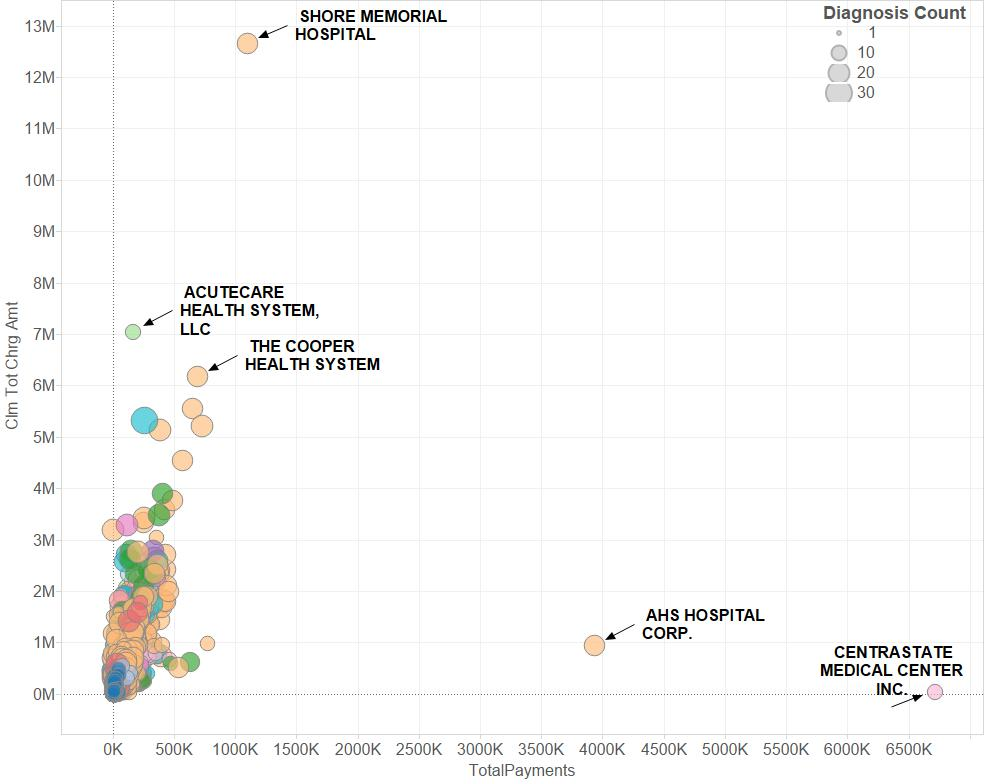 Diagnosis Count
1
10
20
30
13M
12M
11M
10M
9M
8M
7M
6M
5M
4M
3M
2M
1M
0M
Clm Tot Chrg Amt
SHORE MEMORIAL
HOSPITAL
ACUTECARE
HEALTH SYSTEM,
LLC
THE COOPER
HEALTH SYSTEM
AHS HOSPITAL
CORP.
CENTRASTATE
MEDICAL CENTER
INC.
0K 500K 1000K 1500K 2000K 2500K 3000K 3500K 4000K 4500K 5000K 5500K 6000K 6500K
TotalPayments